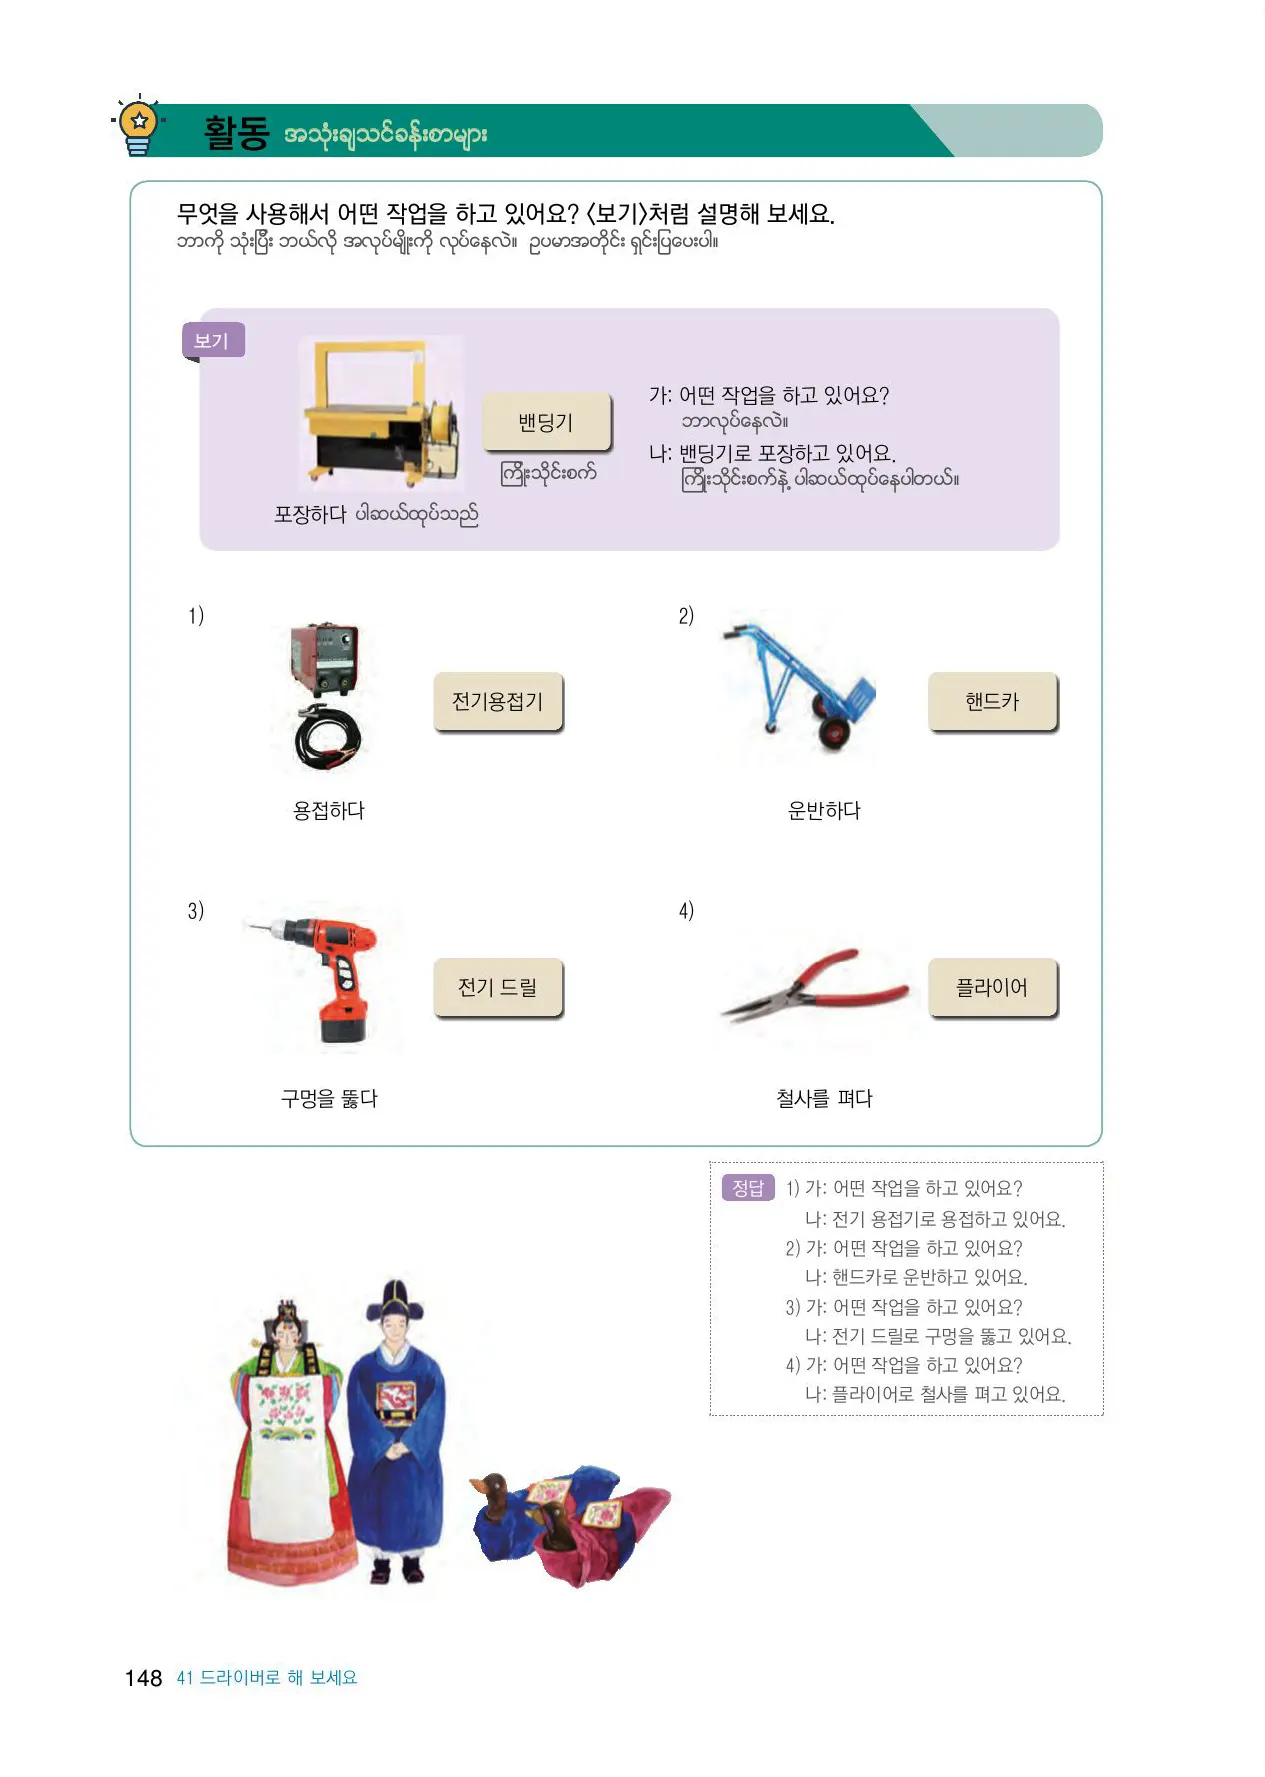 활동 အသုံးချသင်ခန်းစာများ
무엇을 사용해서 어떤 작업을 하고 있어요? 〈보기〉처럼 설명해 보세요.
ဘာကို သုံးပြီး ဘယ်လို အလုပ်မျိုးကို လုပ်နေလဲ။ ဥပမာအတိုင်း ရှင်းပြပေးပါ။
보기
밴딩기
ကြိုးသိုင်းစက်
포장하다 ပါဆယ်ထုပ်သည်
가: 어떤 작업을 하고 있어요?
ဘာလုပ်နေလဲ။
나: 밴딩기로 포장하고 있어요.
ကြိုးသိုင်းစက်နဲ့ ပါဆယ်ထုပ်နေပါတယ်။
1)
전기용접기
용접하다
2)
핸드카
운반하다
3)
전기 드릴
구멍을 뚫다
4)
플라이어
철사를 펴다
정답 1) 가: 어떤 작업을 하고 있어요?
나: 전기 용접기로 용접하고 있어요.
2) 가: 어떤 작업을 하고 있어요?
나: 핸드카로 운반하고 있어요.
3) 가: 어떤 작업을 하고 있어요?
나: 전기 드릴로 구멍을 뚫고 있어요.
4) 가: 어떤 작업을 하고 있어요?
나: 플라이어로 철사를 펴고 있어요.
148 41 드라이버로 해 보세요